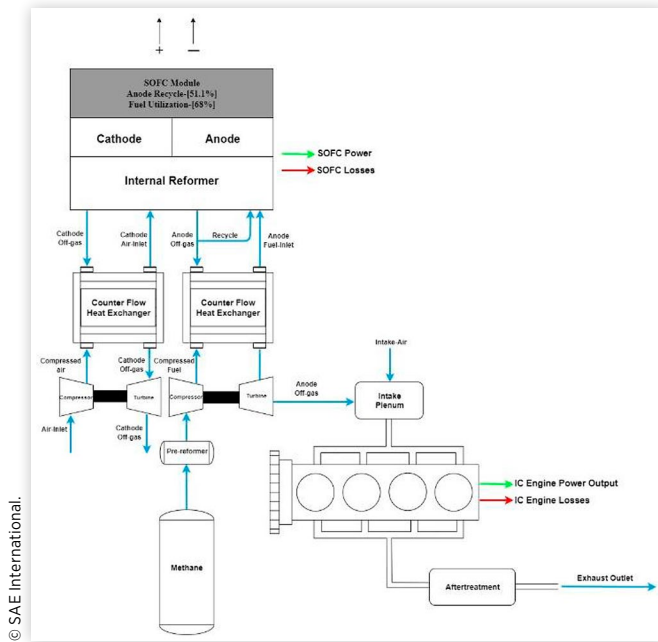 +
−
SOFC Module
Anode Recycle-[51.1%]
Fuel Utilization-[68%]
Cathode
Anode
Internal Reformer
SOFC Power
SOFC Losses
Cathode
Off-gas
Cathode
Air-Inlet
Anode
Off-gas
Recycle
Anode
Fuel-Inlet
Counter Flow
Heat Exchanger
Counter Flow
Heat Exchanger
Compressed
air
Cathode
Off-gas
Compressed
Fuel
Compressor
Turbine
Compressor
Turbine
Anode
Off-gas
Intake-Air
Intake
Plenum
Air-Inlet
Cathode
Off-gas
Pre-reformer
IC Engine Power Output
IC Engine Losses
Methane
Aftertreatment
Exhaust Outlet
© SAE International.